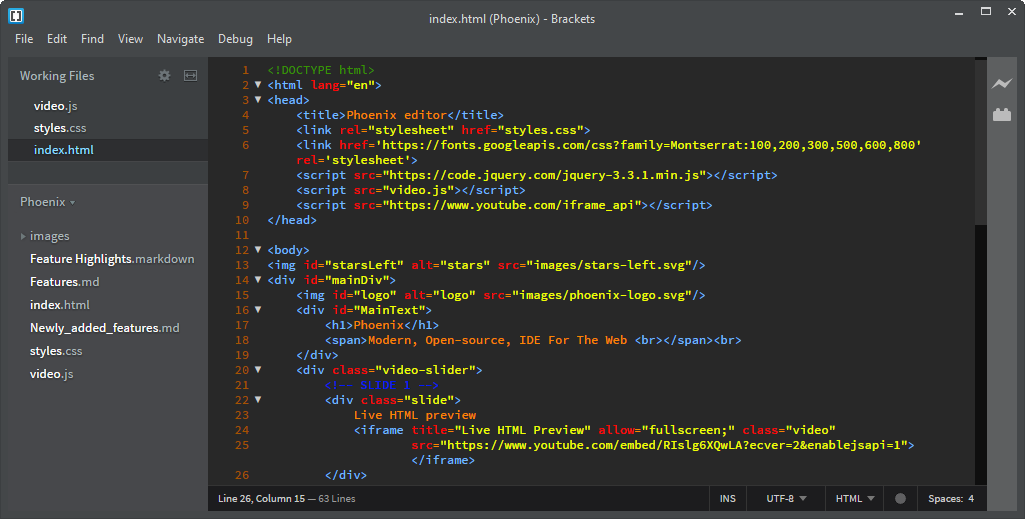 index.html (Phoenix) - Brackets
File Edit Find View Navigate Debug Help
Working Files
video.js
styles.css
index.html
Phoenix
images
Feature Highlights.markdown
Features.md
index.html
Newly_added_features.md
styles.css
video.js
1 <!DOCTYPE html>
2 <html lang="en">
3 <head>
4 <title>Phoenix editor</title>
5 <link rel="stylesheet" href="styles.css">
6 <link href='https://fonts.googleapis.com/css?family=Montserrat:100,200,300,500,600,800'
rel='stylesheet'>
7 <script src="https://code.jquery.com/jquery-3.3.1.min.js"></script>
8 <script src="video.js"></script>
9 <script src="https://www.youtube.com/iframe_api"></script>
10 </head>
11
12 <body>
13 <img id="starsLeft" alt="stars" src="images/stars-left.svg"/>
14 <div id="mainDiv">
15 <img id="logo" alt="logo" src="images/phoenix-logo.svg"/>
16 <div id="MainText">
17 <h1>Phoenix</h1>
18 <span>Modern, Open-source, IDE For The Web <br></span><br>
19 </div>
20 <div class="video-slider">
21 <!-- SLIDE 1 -->
22 <div class="slide">
23 Live HTML preview
24 <iframe title="Live HTML Preview" allow="fullscreen;" class="video"
25 src="https://www.youtube.com/embed/RIslg6XQwLA?ecver=2&enablejsapi=1">
</iframe>
26 </div>
Line 26, Column 15 — 63 Lines
INS UTF-8 HTML Spaces: 4